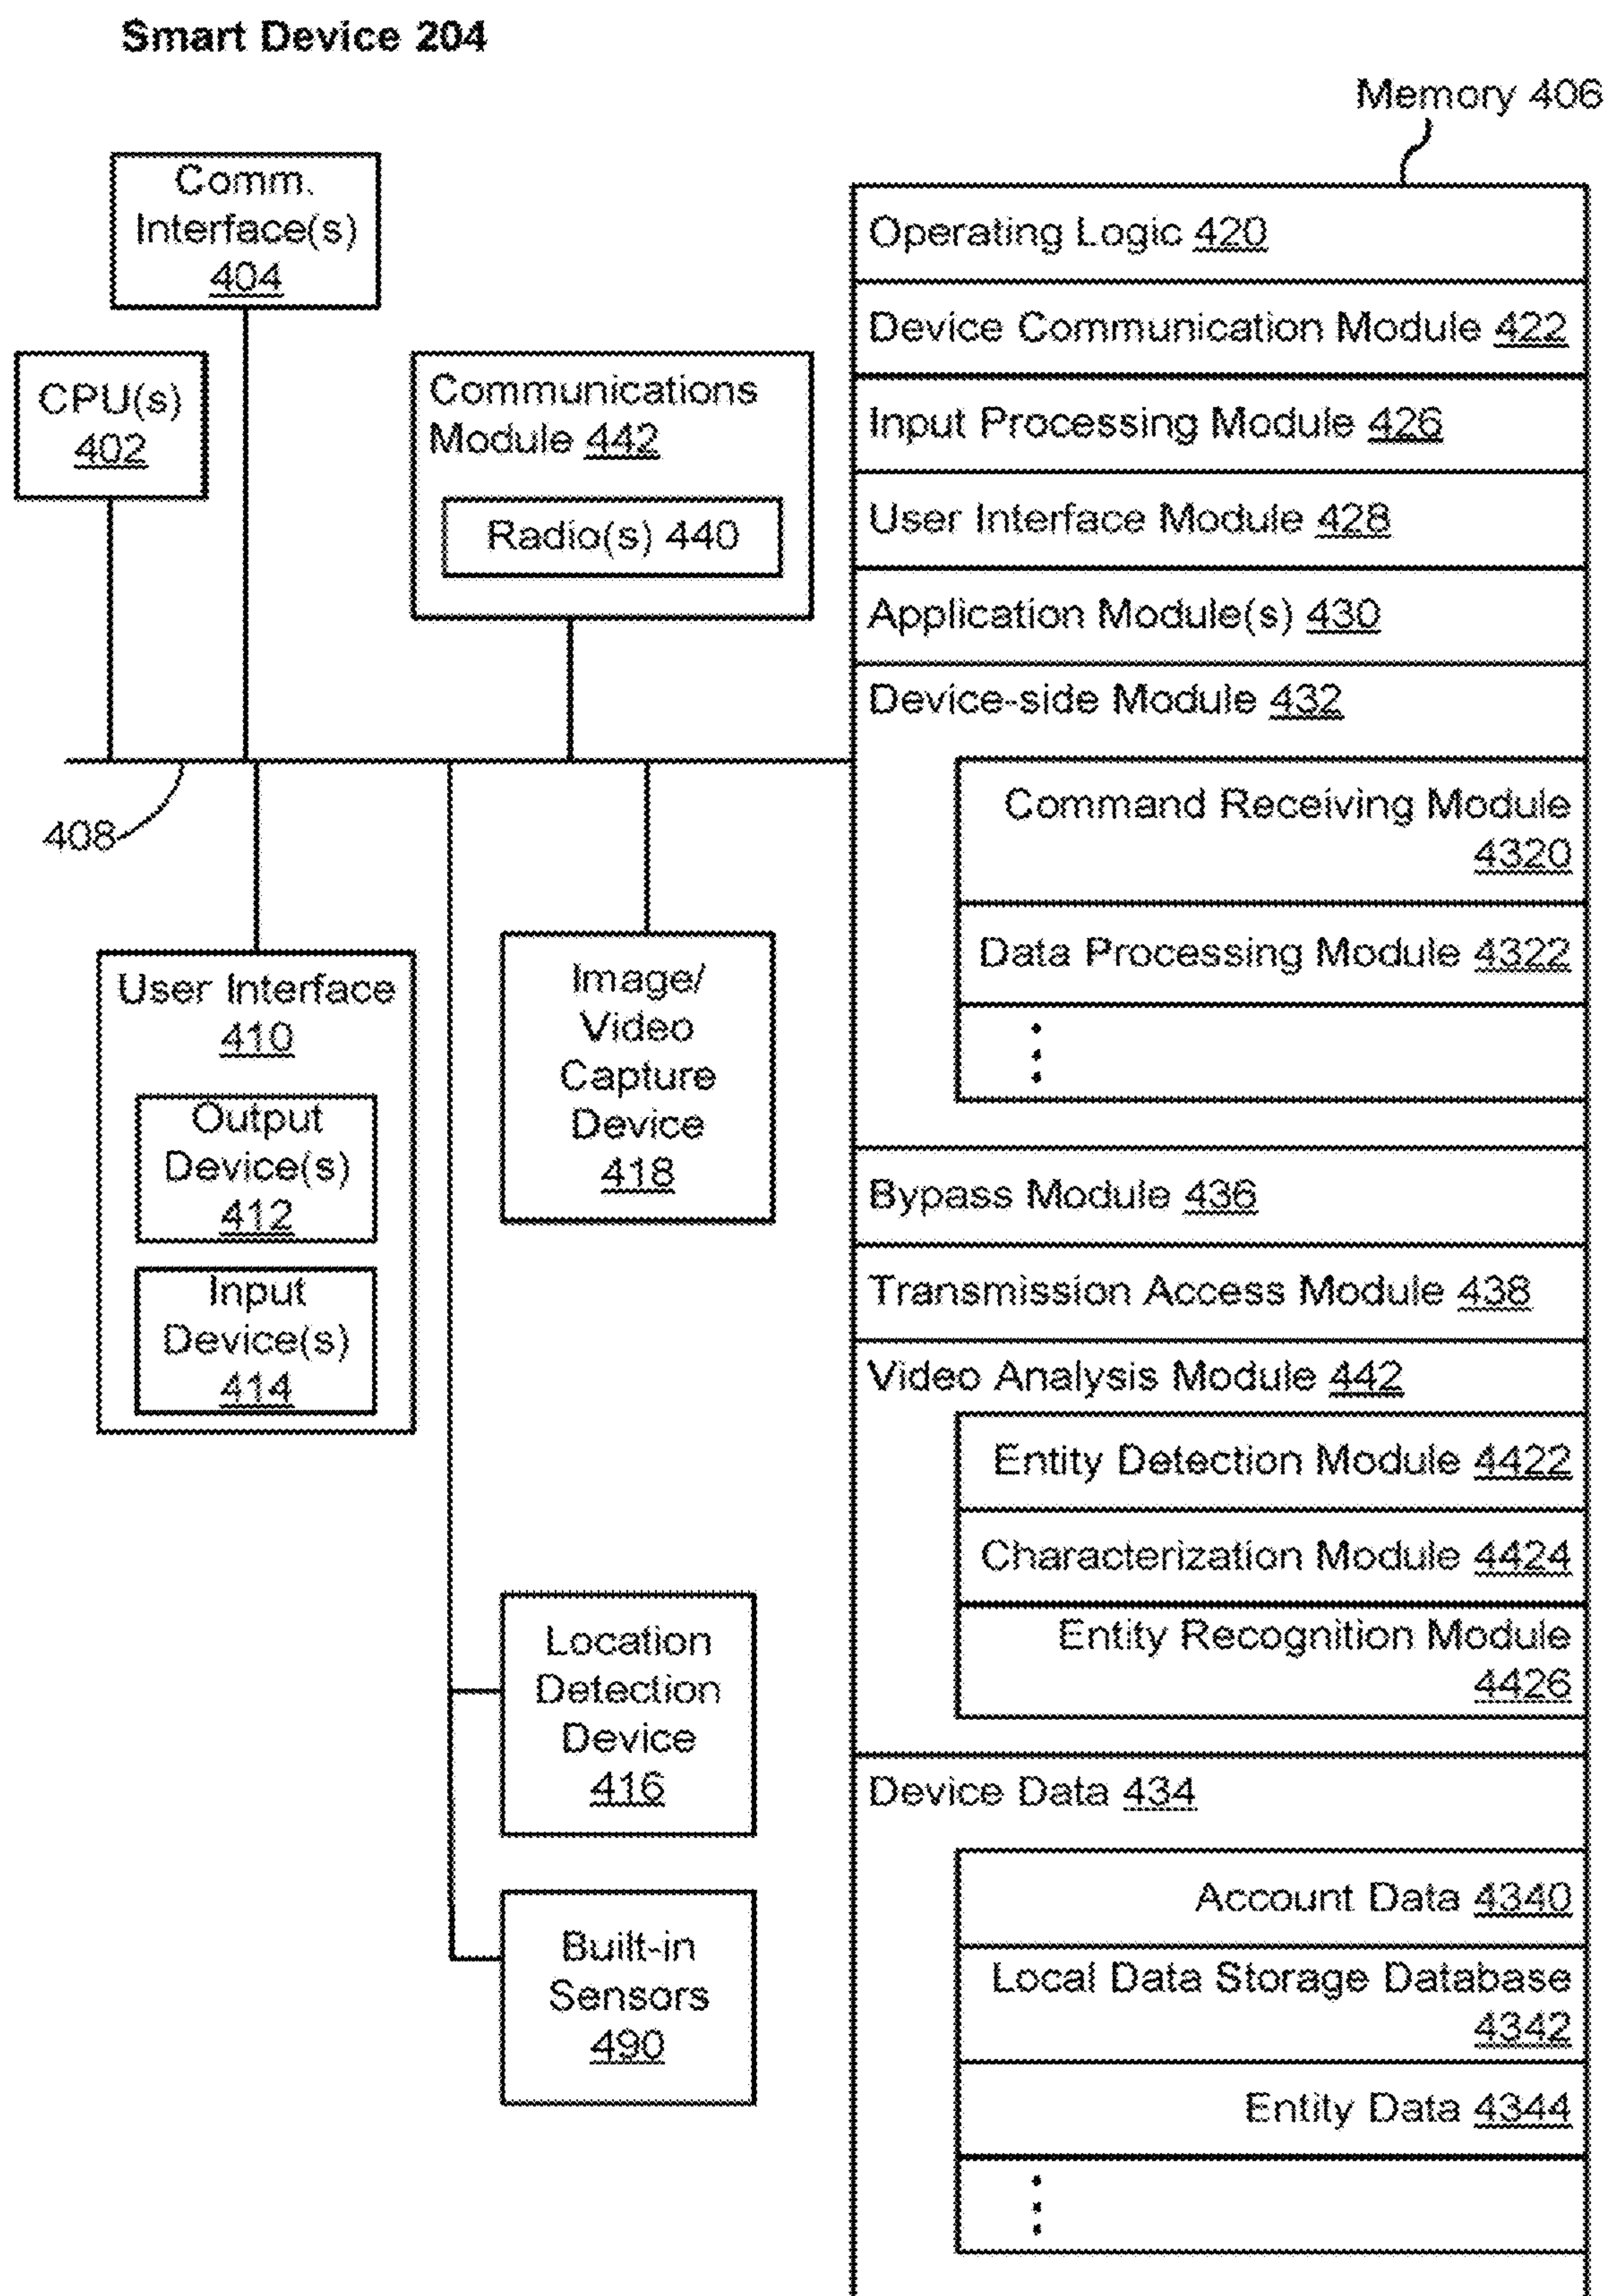 Smart Device 204
Memory 406
Comm.
Interface(s)
404
CPU(s)
402
Communications
Module 442
Radio(s) 440
408
User Interface
410
Output
Device(s)
412
Input
Device(s)
414
Image/
Video
Capture
Device
418
Location
Detection
Device
416
Built-in
Sensors
490
Operating Logic 420
Device Communication Module 422
Input Processing Module 426
User Interface Module 428
Application Module(s) 430
Device-side Module 432
Command Receiving Module
4320
Data Processing Module 4322
Bypass Module 436
Transmission Access Module 438
Video Analysis Module 442
Entity Detection Module 4422
Characterization Module 4424
Entity Recognition Module
4426
Device Data 434
Account Data 4340
Local Data Storage Database
4342
Entity Data 4344